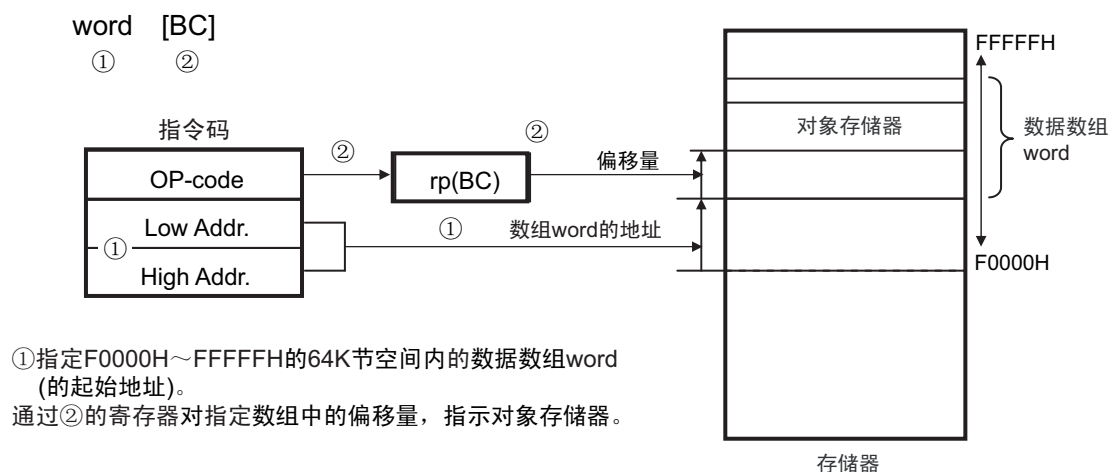 word [BC]
① ②
指令码
OP-code
Low Addr.
①
High Addr.
②
rp(BC)
②
偏移量
①
数组word的地址
FFFFFH
对象存储器
数据数组
word
F0000H
存储器
①指定F0000H～FFFFFH的64K节空间内的数据数组word
(的起始地址)。
通过②的寄存器对指定数组中的偏移量，指示对象存储器。